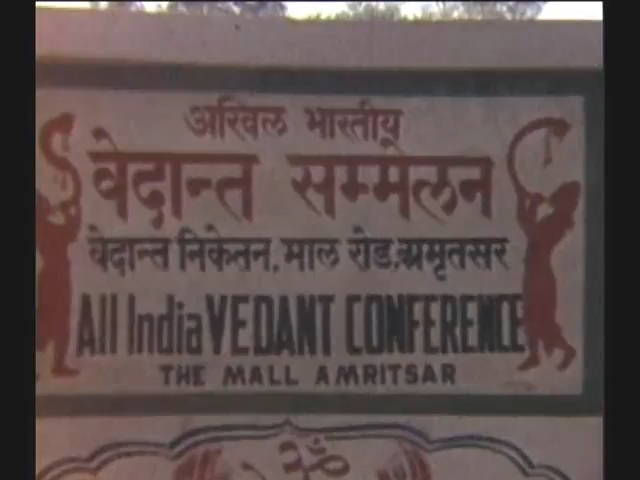 अखिल भारतीय
वेदान्त सम्मेलन
वेदान्त निकेतन, माल रोड, अमृतसर
All India VEDANT CONFERENCE
THE MALL AMRITSAR
ॐ